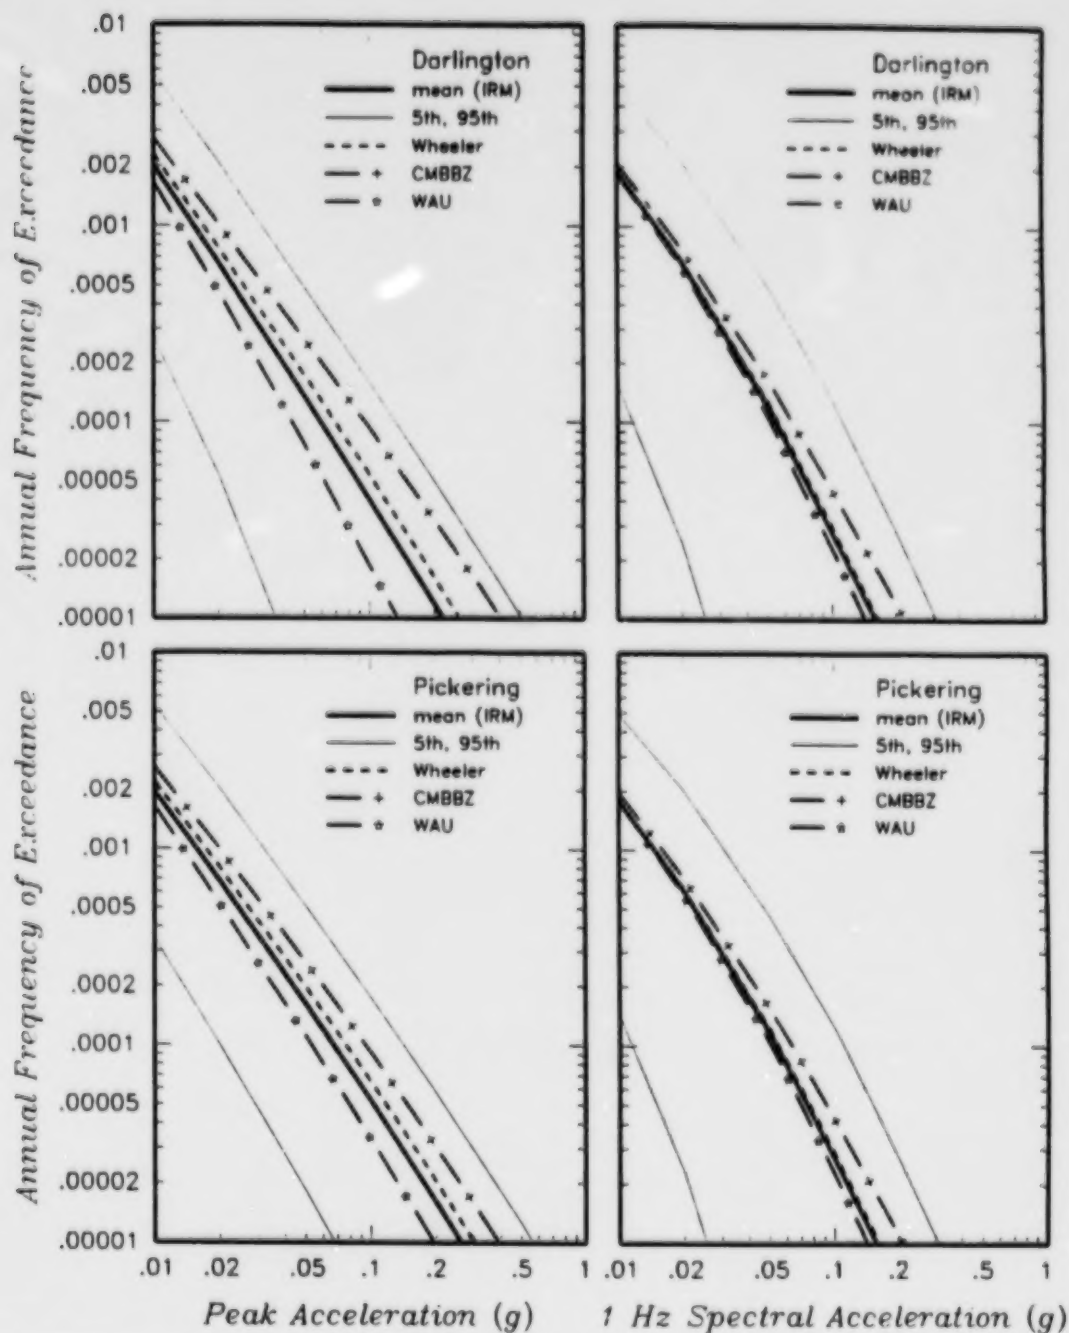 Annual Frequency of Exceedance
.01
.005
.002
.001
.0005
.0002
.0001
.00005
.00002
.00001
Darlington
mean (IRM)
5th, 95th
Wheeler
CMBBZ
WAU
Darlington
mean (IRM)
5th, 95th
Wheeler
CMBBZ
WAU
Annual Frequency of Exceedance
.01
.005
.002
.001
.0005
.0002
.0001
.00005
.00002
.00001
Pickering
mean (IRM)
5th, 95th
Wheeler
CMBBZ
WAU
Pickering
mean (IRM)
5th, 95th
Wheeler
CMBBZ
WAU
.01 .02 .05 .1 .2 .5 1
.01 .02 .05 0.1 0.2 0.5 1
Peak Acceleration (g)
1 Hz Spectral Acceleration (g)